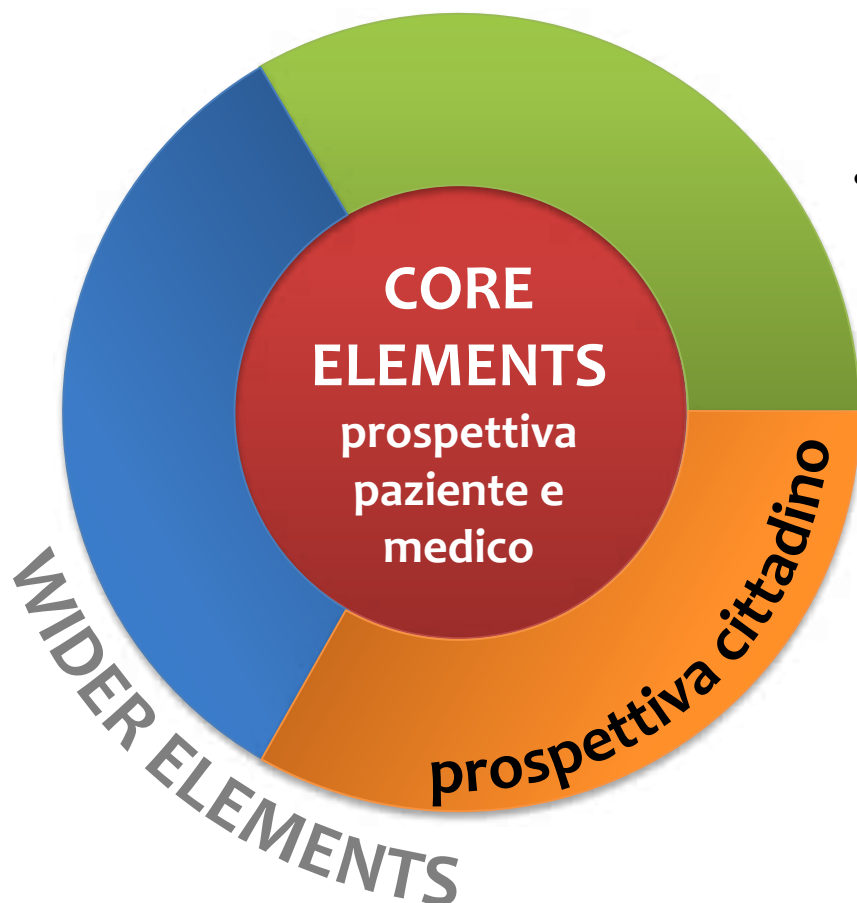 CORE
ELEMENTS
prospettiva
paziente e
medico
prospettiva cittadino
WIDER ELEMENTS